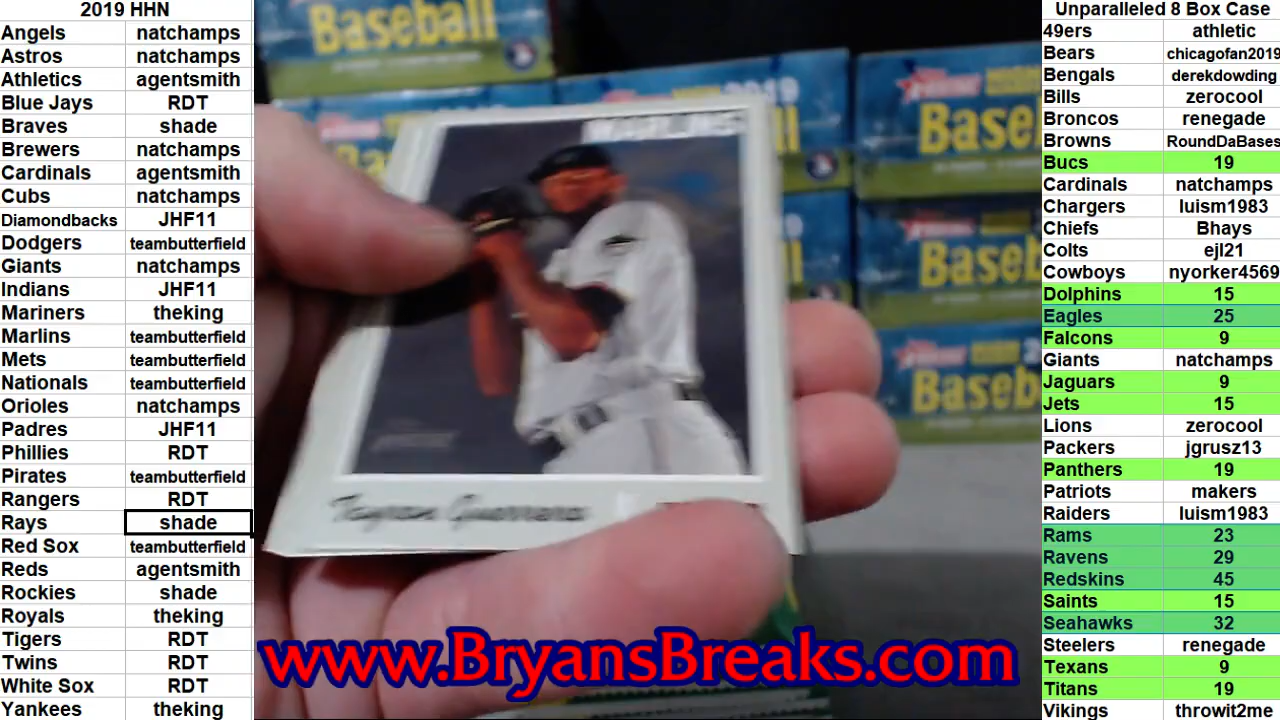 2019 HHN
Angels natchamps
Astros natchamps
Athletics agentsmith
Blue Jays RDT
Braves shade
Brewers natchamps
Cardinals agentsmith
Cubs natchamps
Diamondbacks JHF11
Dodgers teambutterfield
Giants natchamps
Indians JHF11
Mariners theking
Marlins teambutterfield
Mets teambutterfield
Nationals teambutterfield
Orioles natchamps
Padres JHF11
Phillies RDT
Pirates teambutterfield
Rangers RDT
Rays shade
Red Sox teambutterfield
Reds agentsmith
Rockies shade
Royals theking
Tigers RDT
Twins RDT
White Sox RDT
Yankees theking
Baseball
2019
Baseball
MARLINS
Tayron Guerrero
Baseball
Baseball
www.BryansBreaks.com
Unparalleled 8 Box Case
49ers athletic
Bears chicagofan2019
Bengals derekdowding
Bills zerocool
Broncos renegade
Browns RoundDaBases
Bucs 19
Cardinals natchamps
Chargers luism1983
Chiefs Bhays
Colts ejl21
Cowboys nyorker4569
Dolphins 15
Eagles 25
Falcons 9
Giants natchamps
Jaguars 9
Jets 15
Lions zerocool
Packers jgrusz13
Panthers 19
Patriots makers
Raiders luism1983
Rams 23
Ravens 29
Redskins 45
Saints 15
Seahawks 32
Steelers renegade
Texans 9
Titans 19
Vikings throwit2me